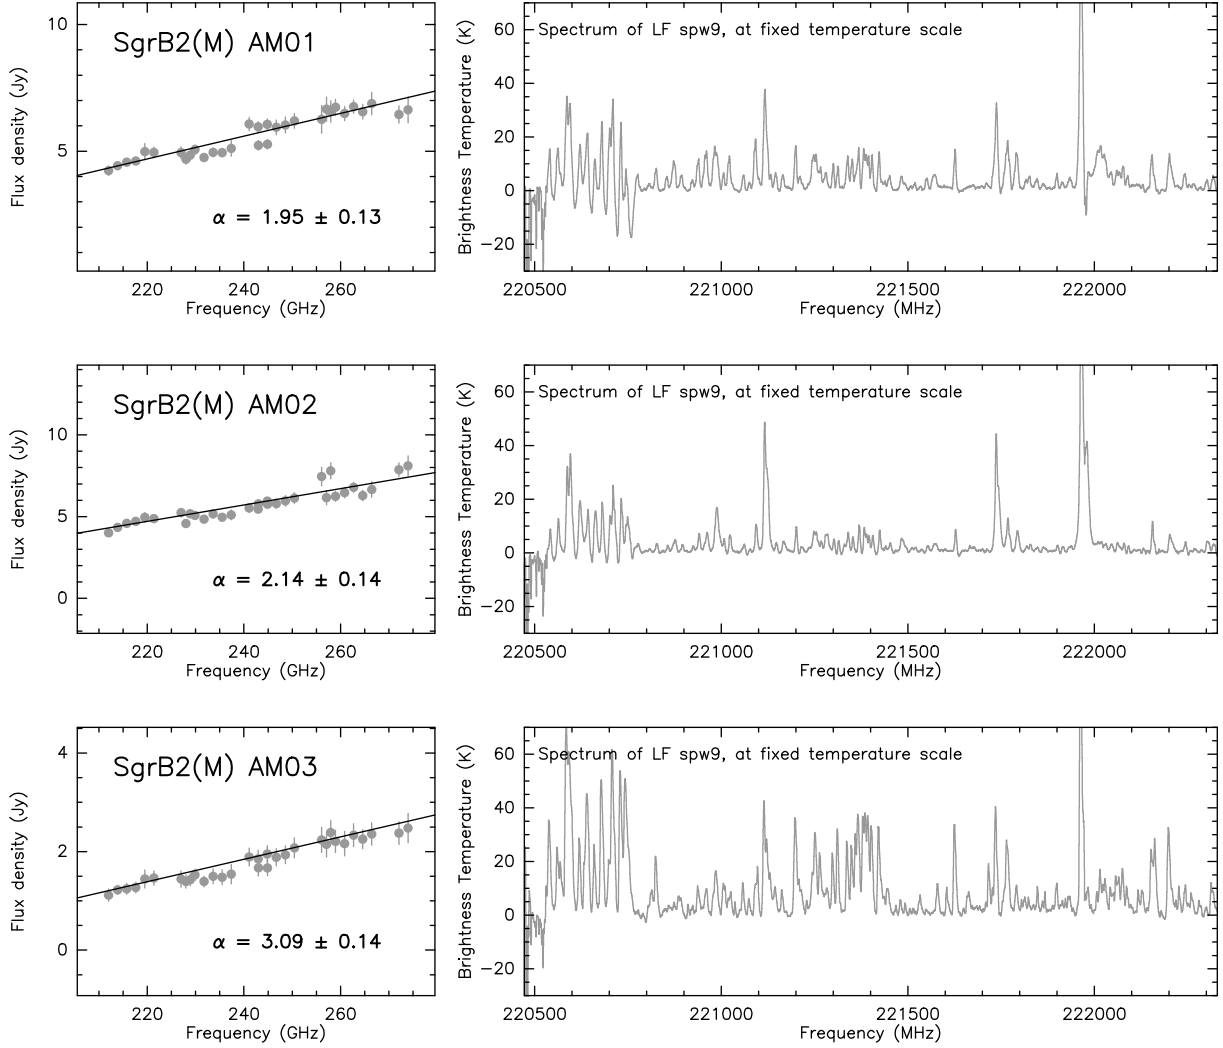 SgrB2(M) AM01
α = 1.95 ± 0.13
10
5
Flux density (Jy)
220 240 260
Frequency (GHz)
Spectrum of LF spw9, at fixed temperature scale
60
40
20
0
−20
Brightness Temperature (K)
220500 221000 221500 222000
Frequency (MHz)
SgrB2(M) AM02
α = 2.14 ± 0.14
10
5
0
Flux density (Jy)
220 240 260
Frequency (GHz)
Spectrum of LF spw9, at fixed temperature scale
60
40
20
0
−20
Brightness Temperature (K)
220500 221000 221500 222000
Frequency (MHz)
SgrB2(M) AM03
α = 3.09 ± 0.14
4
2
0
Flux density (Jy)
220 240 260
Frequency (GHz)
Spectrum of LF spw9, at fixed temperature scale
60
40
20
0
−20
Brightness Temperature (K)
220500 221000 221500 222000
Frequency (MHz)